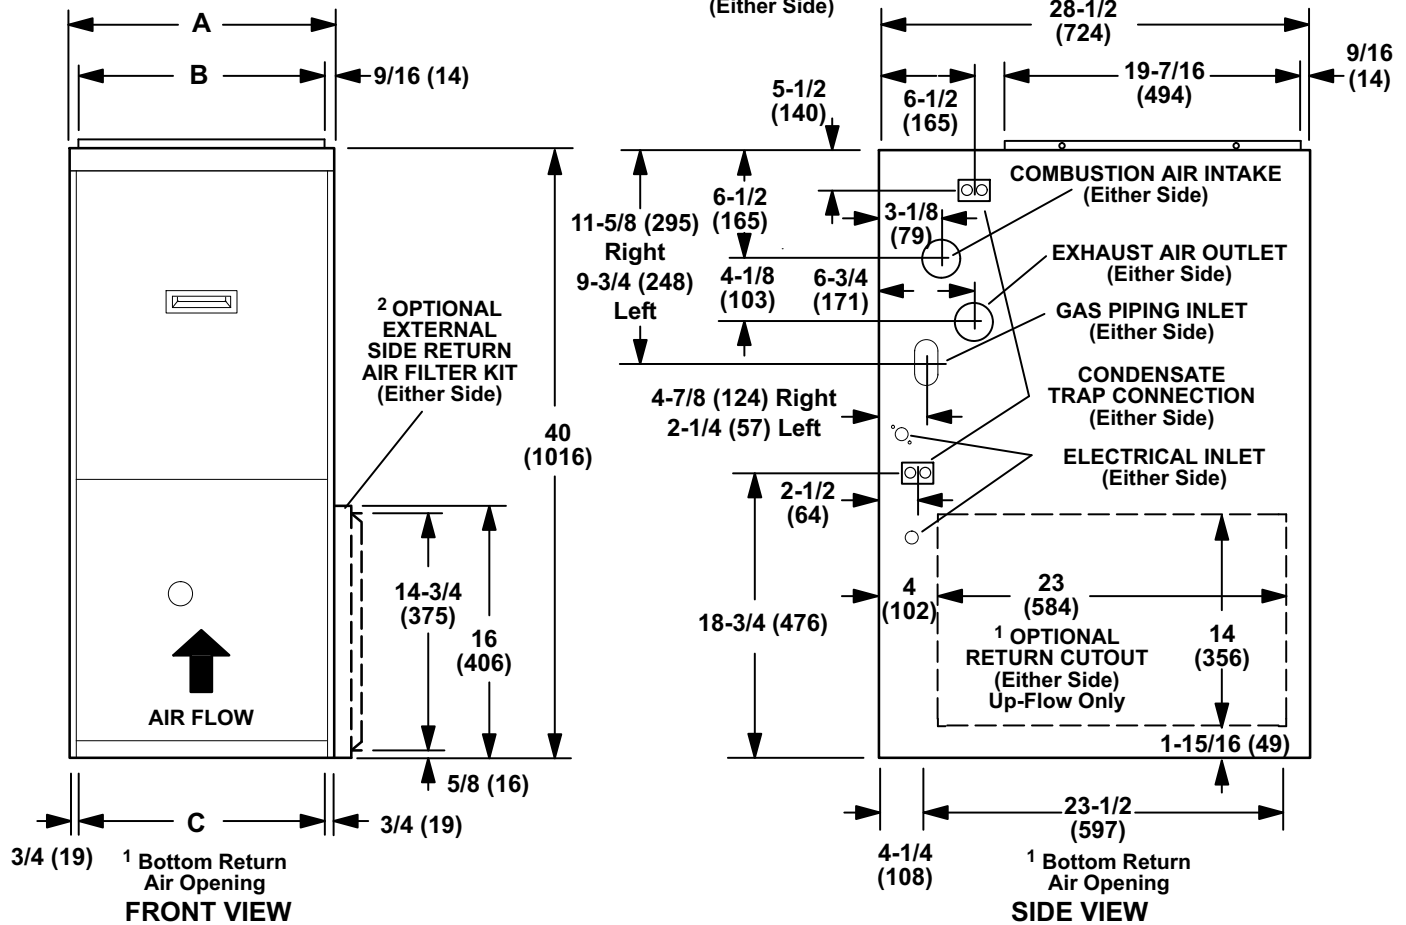 A
B
9/16 (14)
2 OPTIONAL
EXTERNAL
SIDE RETURN
AIR FILTER KIT
(Either Side)
40
(1016)
14-3/4
(375)
16
(406)
AIR FLOW
5/8 (16)
C
3/4 (19)
3/4 (19)
1 Bottom Return
Air Opening
FRONT VIEW
(Either Side)
28-1/2
(724)
9/16
(14)
19-7/16
(494)
5-1/2
(140)
6-1/2
(165)
COMBUSTION AIR INTAKE
(Either Side)
6-1/2
(165)
3-1/8
(79)
11-5/8 (295)
Right
9-3/4 (248)
Left
EXHAUST AIR OUTLET
(Either Side)
4-1/8
(103)
6-3/4
(171)
GAS PIPING INLET
(Either Side)
4-7/8 (124) Right
2-1/4 (57) Left
CONDENSATE
TRAP CONNECTION
(Either Side)
ELECTRICAL INLET
(Either Side)
2-1/2
(64)
18-3/4 (476)
4
(102)
23
(584)
1 OPTIONAL
RETURN CUTOUT
(Either Side)
Up-Flow Only
14
(356)
1-15/16 (49)
23-1/2
(597)
4-1/4
(108)
1 Bottom Return
Air Opening
SIDE VIEW